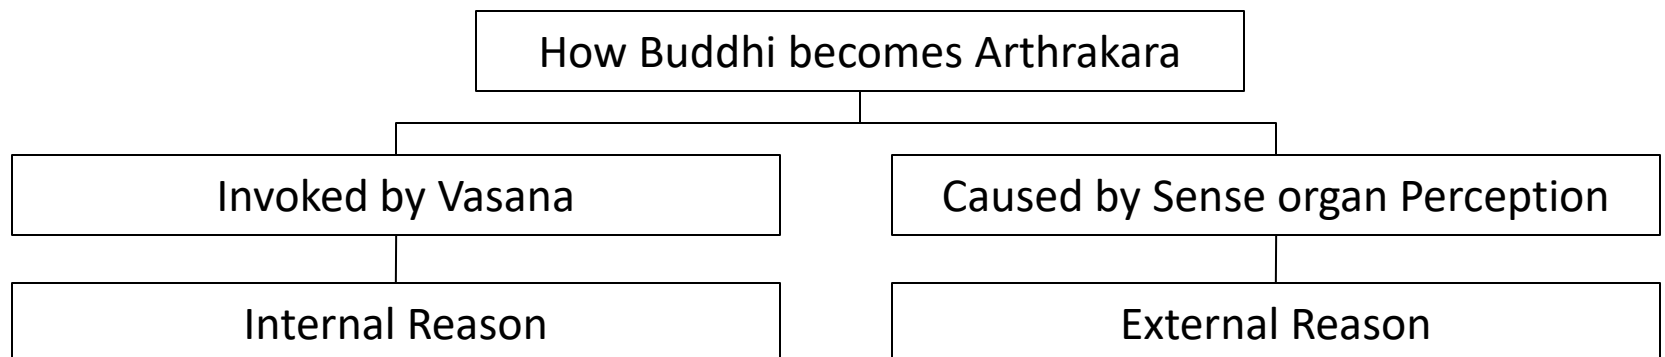 How Buddhi becomes Arthrakara
Invoked by Vasana
Caused by Sense organ Perception
Internal Reason
External Reason